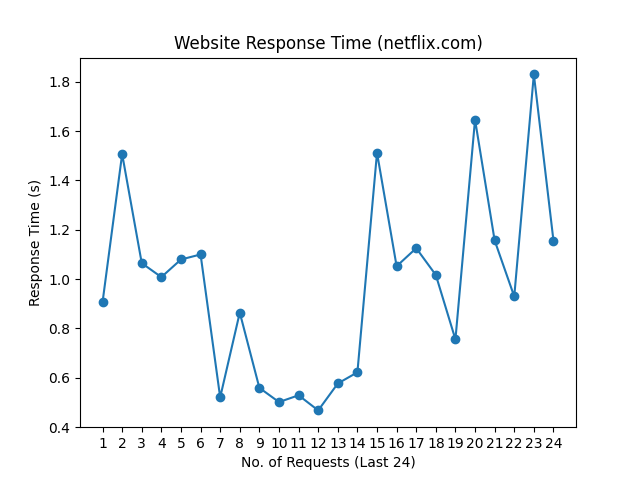 Website Response Time (netflix.com)
Response Time (s)
1.8
1.6
1.4
1.2
1.0
0.8
0.6
0.4
1 2 3 4 5 6 7 8 9 10 11 12 13 14 15 16 17 18 19 20 21 22 23 24
No. of Requests (Last 24)